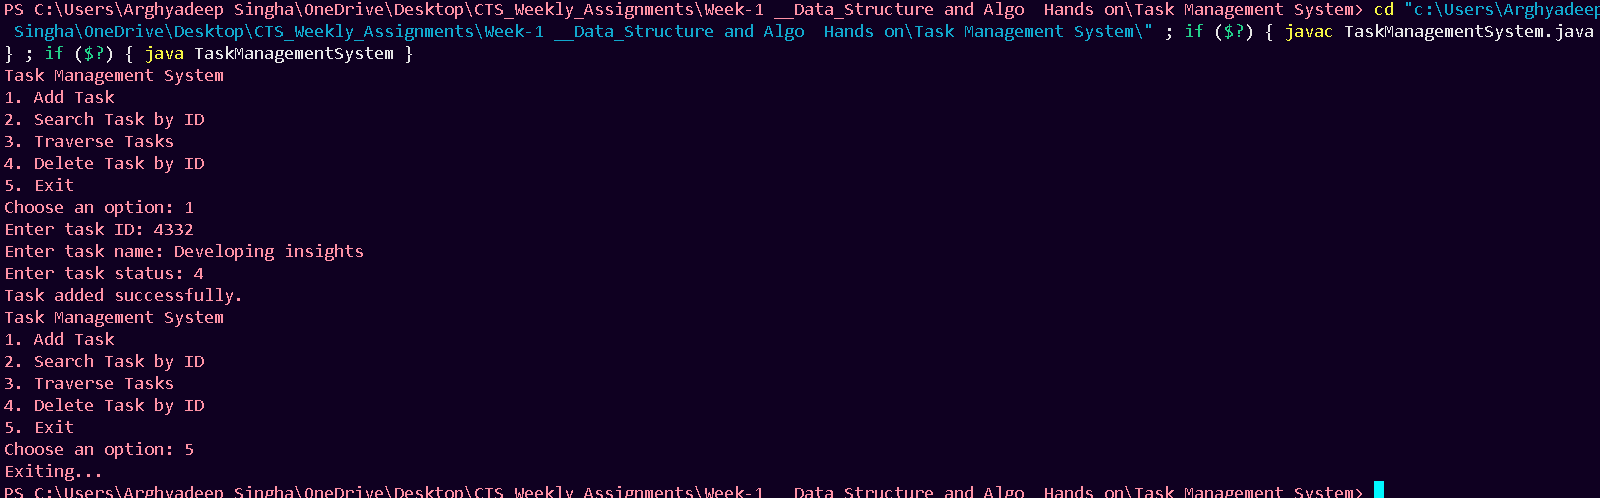 PS C:\Users\Arghyadeep Singha\OneDrive\Desktop\CTS_Weekly_Assignments\Week-1 __Data_Structure and Algo  Hands on\Task Management System> cd "c:\Users\Arghyadeep
 Singha\OneDrive\Desktop\CTS_Weekly_Assignments\Week-1 __Data_Structure and Algo  Hands on\Task Management System\" ; if ($?) { javac TaskManagementSystem.java
} ; if ($?) { java TaskManagementSystem }
Task Management System
1. Add Task
2. Search Task by ID
3. Traverse Tasks
4. Delete Task by ID
5. Exit
Choose an option: 1
Enter task ID: 4332
Enter task name: Developing insights
Enter task status: 4
Task added successfully.
Task Management System
1. Add Task
2. Search Task by ID
3. Traverse Tasks
4. Delete Task by ID
5. Exit
Choose an option: 5
Exiting...
PS C:\Users\Arghyadeep Singha\OneDrive\Desktop\CTS_Weekly_Assignments\Week-1 __Data_Structure and Algo  Hands on\Task Management System>